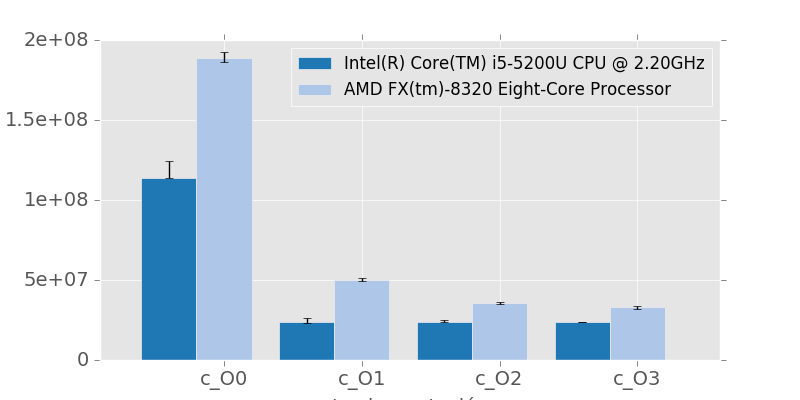 2e+08
1.5e+08
1e+08
5e+07
0
Intel(R) Core(TM) i5-5200U CPU @ 2.20GHz
AMD FX(tm)-8320 Eight-Core Processor
c_O0 c_O1 c_O2 c_O3